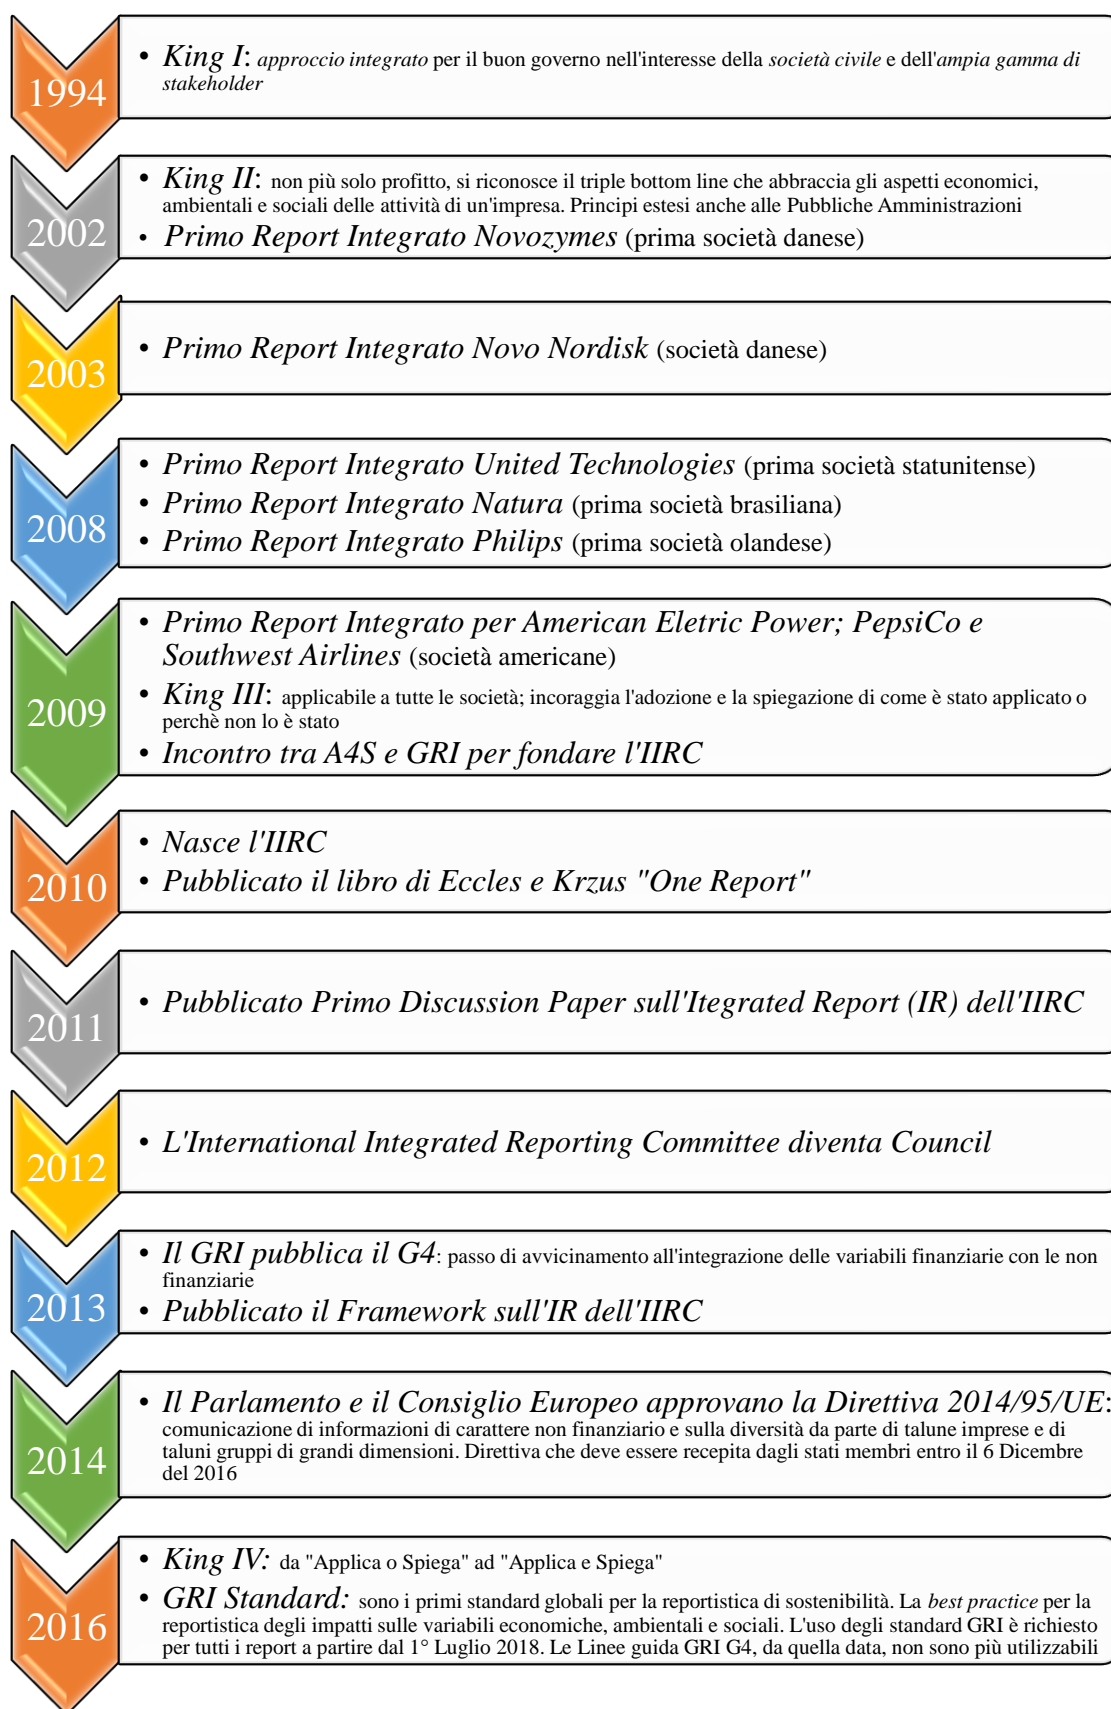 1994
• King I: approccio integrato per il buon governo nell'interesse della società civile e dell'ampia gamma di
stakeholder
2002
• King II: non più solo profitto, si riconosce il triple bottom line che abbraccia gli aspetti economici,
ambientali e sociali delle attività di un'impresa. Principi estesi anche alle Pubbliche Amministrazioni
• Primo Report Integrato Novozymes (prima società danese)
2003
• Primo Report Integrato Novo Nordisk (società danese)
2008
• Primo Report Integrato United Technologies (prima società statunitense)
• Primo Report Integrato Natura (prima società brasiliana)
• Primo Report Integrato Philips (prima società olandese)
2009
• Primo Report Integrato per American Eletric Power; PepsiCo e
Southwest Airlines (società americane)
• King III: applicabile a tutte le società; incoraggia l'adozione e la spiegazione di come è stato applicato o
perchè non lo è stato
• Incontro tra A4S e GRI per fondare l'IIRC
2010
• Nasce l'IIRC
• Pubblicato il libro di Eccles e Krzus "One Report"
2011
• Pubblicato Primo Discussion Paper sull'Itegrated Report (IR) dell'IIRC
2012
• L'International Integrated Reporting Committee diventa Council
2013
• Il GRI pubblica il G4: passo di avvicinamento all'integrazione delle variabili finanziarie con le non
finanziarie
• Pubblicato il Framework sull'IR dell'IIRC
2014
• Il Parlamento e il Consiglio Europeo approvano la Direttiva 2014/95/UE:
comunicazione di informazioni di carattere non finanziario e sulla diversità da parte di talune imprese e di
taluni gruppi di grandi dimensioni. Direttiva che deve essere recepita dagli stati membri entro il 6 Dicembre
del 2016
2016
• King IV: da "Applica o Spiega" ad "Applica e Spiega"
• GRI Standard: sono i primi standard globali per la reportistica di sostenibilità. La best practice per la
reportistica degli impatti sulle variabili economiche, ambientali e sociali. L'uso degli standard GRI è richiesto
per tutti i report a partire dal 1° Luglio 2018. Le Linee guida GRI G4, da quella data, non sono più utilizzabili